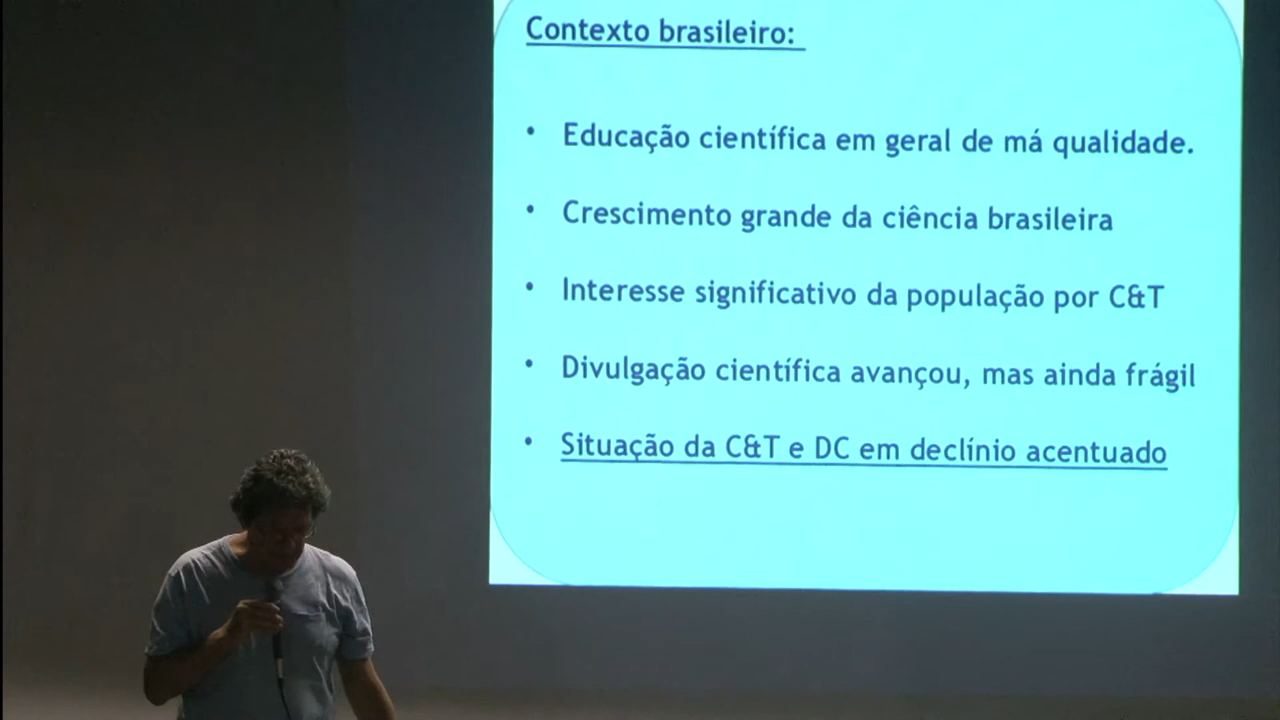 Contexto brasileiro:
• Educação científica em geral de má qualidade.
• Crescimento grande da ciência brasileira
• Interesse significativo da população por C&T
• Divulgação científica avançou, mas ainda frágil
• Situação da C&T e DC em declínio acentuado